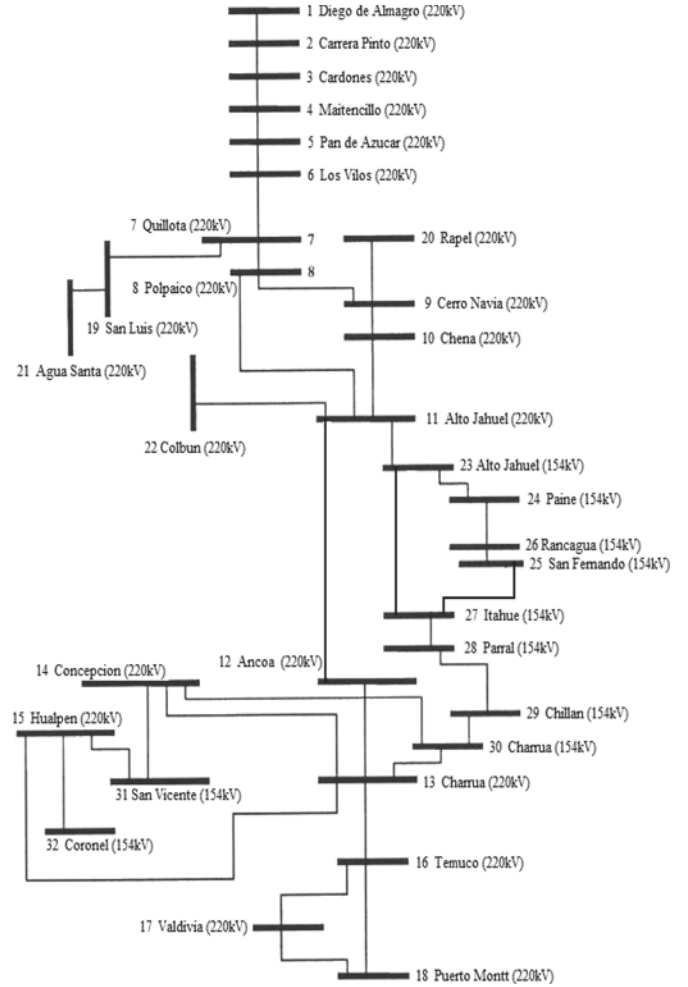 1 Diego de Almagro (220kV)
2 Carrera Pinto (220kV)
3 Cardones (220kV)
4 Maitencillo (220kV)
5 Pan de Azucar (220kV)
6 Los Vilos (220kV)
7 Quillota (220kV)
7
20 Rapel (220kV)
8
8 Polpaico (220kV)
9 Cerro Navia (220kV)
19 San Luis (220kV)
10 Chena (220kV)
21 Agua Santa (220kV)
11 Alto Jahuel (220kV)
22 Colbun (220kV)
23 Alto Jahuel (154kV)
24 Paine (154kV)
26 Rancagua (154kV)
25 San Fernando (154kV)
27 Itahue (154kV)
28 Parral (154kV)
12 Ancoa (220kV)
14 Concepcion (220kV)
29 Chillan (154kV)
15 Hualpen (220kV)
30 Charrua (154kV)
13 Charrua (220kV)
31 San Vicente (154kV)
32 Coronel (154kV)
16 Temuco (220kV)
17 Valdivia (220kV)
18 Puerto Montt (220kV)